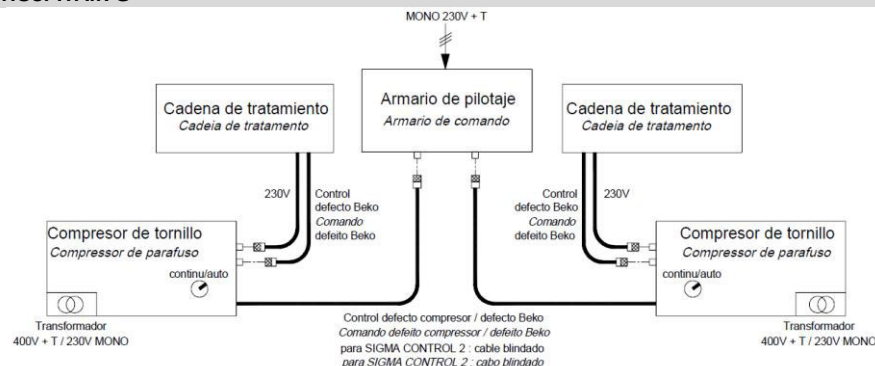 MONO 230V + T
Cadena de tratamiento
Cadeia de tratamento
Armario de pilotaje
Armario de comando
Cadena de tratamiento
Cadeia de tratamento
230V
Control
defecto Beko
Comando
defeito Beko
Control
defecto Beko
Comando
defeito Beko
230V
Compresor de tornillo
Compressor de parafuso
continu/auto
Transformador
400V + T / 230V MONO
Compresor de tornillo
Compressor de parafuso
continu/auto
Transformador
400V + T / 230V MONO
Control defecto compresor / defecto Beko
Comando defeito compressor / defeito Beko
para SIGMA CONTROL 2 : cable blindado
para SIGMA CONTROL 2 : cabo blindado